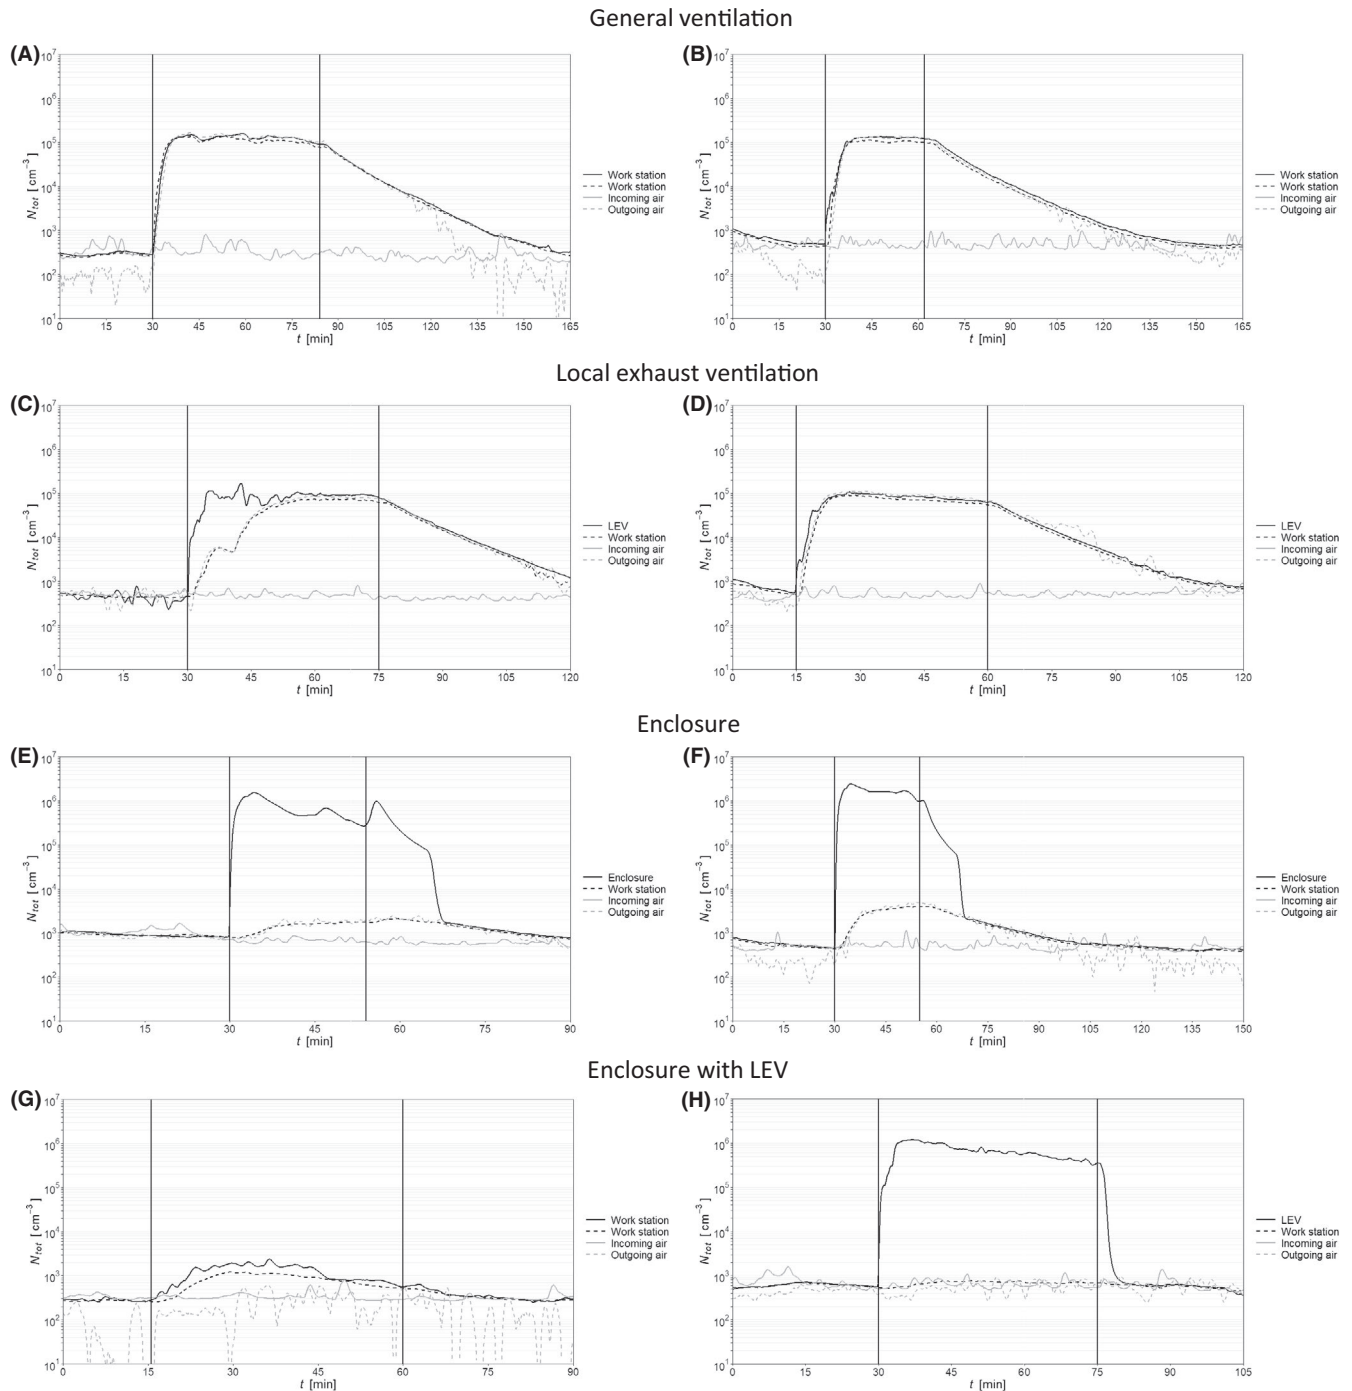 General ventilation
(A)
(B)
10⁷
10⁶
10⁵
10⁴
10³
10²
10¹
N_tot [cm⁻³]
0 15 30 45 60 75 90 105 120 135 150 165
t [min]
Work station
Work station
Incoming air
Outgoing air
10⁷
10⁶
10⁵
10⁴
10³
10²
10¹
N_tot [cm⁻³]
0 15 30 45 60 75 90 105 120 135 150 165
t [min]
Work station
Work station
Incoming air
Outgoing air
Local exhaust ventilation
(C)
(D)
10⁷
10⁶
10⁵
10⁴
10³
10²
10¹
N_tot [cm⁻³]
0 15 30 45 60 75 90 105 120
t [min]
LEV
Work station
Incoming air
Outgoing air
10⁷
10⁶
10⁵
10⁴
10³
10²
10¹
N_tot [cm⁻³]
0 15 30 45 60 75 90 105 120
t [min]
LEV
Work station
Incoming air
Outgoing air
Enclosure
(E)
(F)
10⁷
10⁶
10⁵
10⁴
10³
10²
10¹
N_tot [cm⁻³]
0 15 30 45 60 75 90
t [min]
Enclosure
Work station
Incoming air
Outgoing air
10⁷
10⁶
10⁵
10⁴
10³
10²
10¹
N_tot [cm⁻³]
0 15 30 45 60 75 90 105 120 135 150
t [min]
Enclosure
Work station
Incoming air
Outgoing air
Enclosure with LEV
(G)
(H)
10⁷
10⁶
10⁵
10⁴
10³
10²
10¹
N_tot [cm⁻³]
0 15 30 45 60 75 90
t [min]
Work station
Work station
Incoming air
Outgoing air
10⁷
10⁶
10⁵
10⁴
10³
10²
10¹
N_tot [cm⁻³]
0 15 30 45 60 75 90 105
t [min]
LEV
Work station
Incoming air
Outgoing air